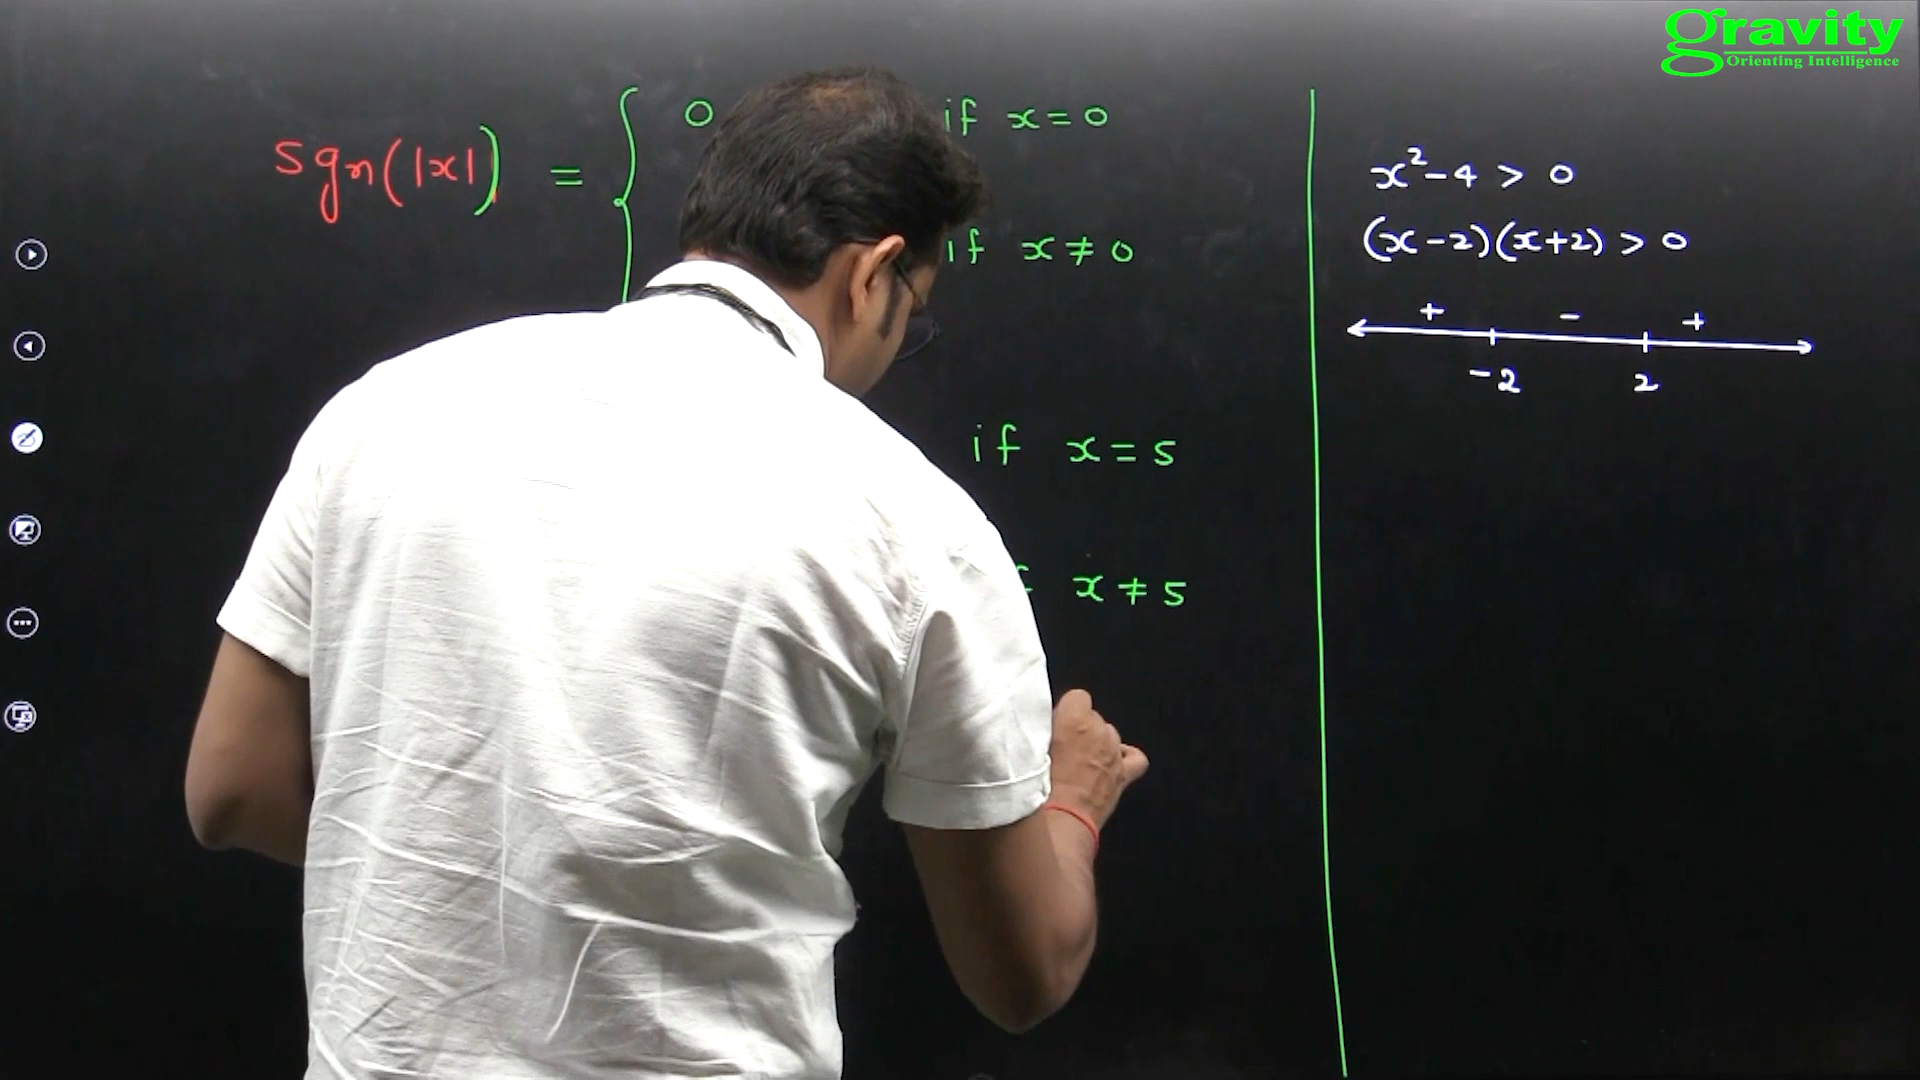 gravity
Orienting Intelligence
sgn(|x|) = { 0 if x = 0
if x ≠ 0
if x = 5
x ≠ 5
x² - 4 > 0
(x - 2)(x + 2) > 0
+ - +
-2 2